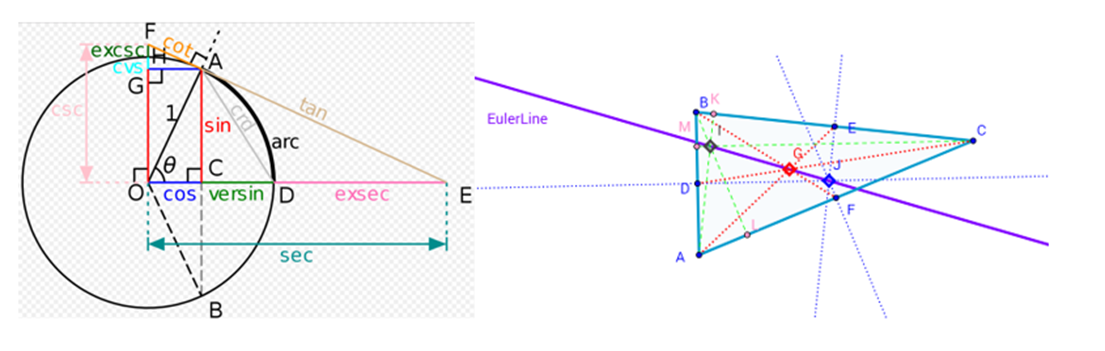 F
excsc H cot
cvs A
G
csc 1 crd tan
sin
arc
θ
O cos C versin D exsec E
sec
B
EulerLine
B K
M I E C
G
J
D
F
L
A